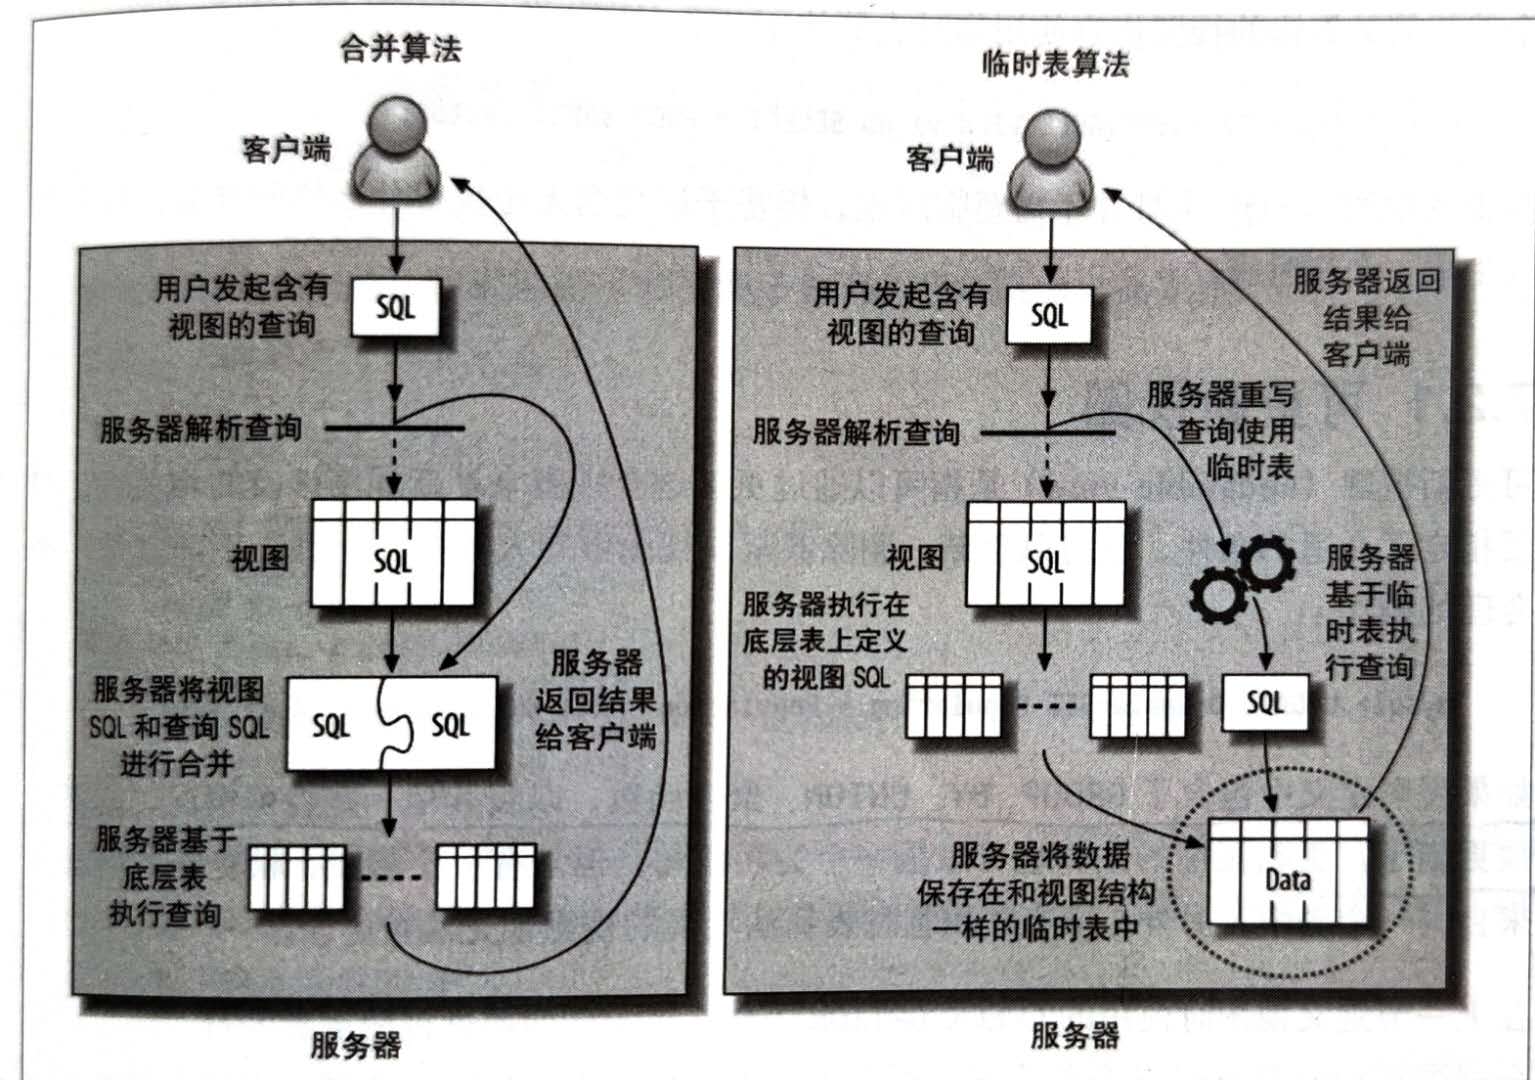 合并算法
客户端
用户发起含有
视图的查询
SQL
服务器解析查询
视图
SQL
服务器将视图
SQL 和查询 SQL
进行合并
SQL
SQL
服务器
返回结果
给客户端
服务器基于
底层表
执行查询
服务器
临时表算法
客户端
用户发起含有
视图的查询
SQL
服务器返回
结果给
客户端
服务器解析查询
服务器重写
查询使用
临时表
视图
SQL
服务器执行在
底层表上定义
的视图 SQL
服务器
基于临
时表执
行查询
SQL
服务器将数据
保存在和视图结构
一样的临时表中
Data
服务器